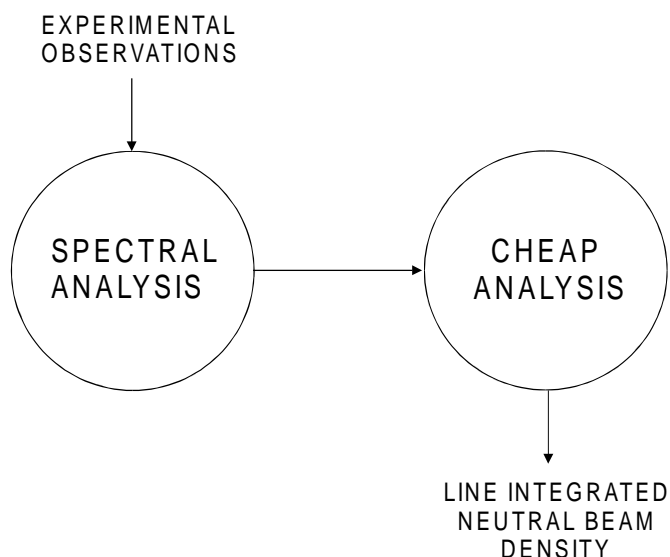 EXPERIMENTAL
OBSERVATIONS
SPECTRAL
ANALYSIS
CHEAP
ANALYSIS
LINE INTEGRATED
NEUTRAL BEAM
DENSITY